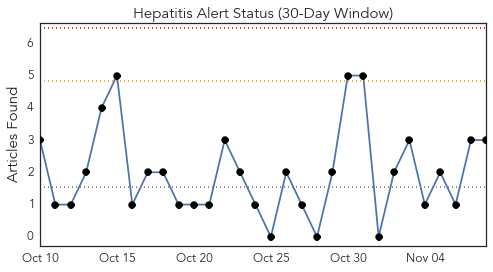 Hepatitis Alert Status (30-Day Window)
Articles Found
6
5
4
3
2
1
0
Oct 10
Oct 15
Oct 20
Oct 25
Oct 30
Nov 04